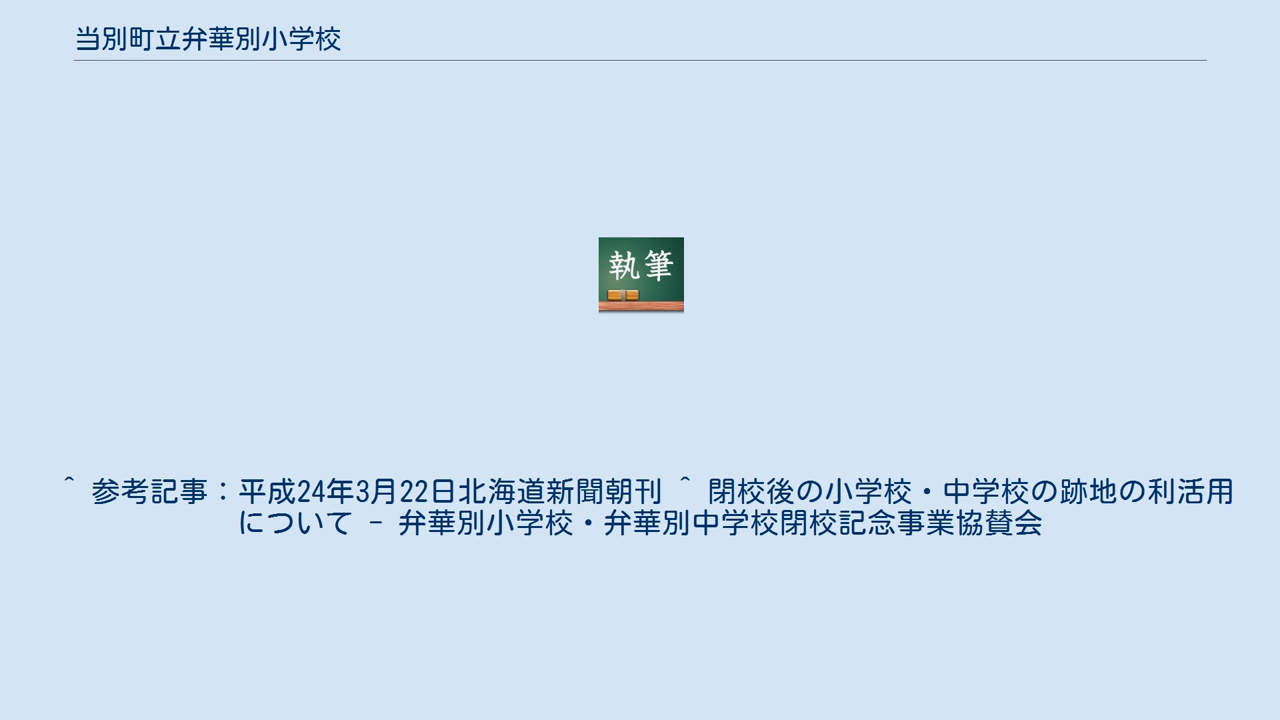 当別町立弁華別小学校
執筆
^ 参考記事：平成24年3月22日北海道新聞朝刊 ^ 閉校後の小学校・中学校の跡地の利活用
について - 弁華別小学校・弁華別中学校閉校記念事業協賛会